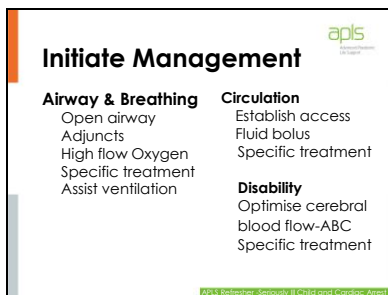 apls
Advanced Paediatric
Life Support
Initiate Management
Airway & Breathing
Open airway
Adjuncts
High flow Oxygen
Specific treatment
Assist ventilation
Circulation
Establish access
Fluid bolus
Specific treatment
Disability
Optimise cerebral
blood flow-ABC
Specific treatment
APLS Refresher -Seriously Ill Child and Cardiac Arrest